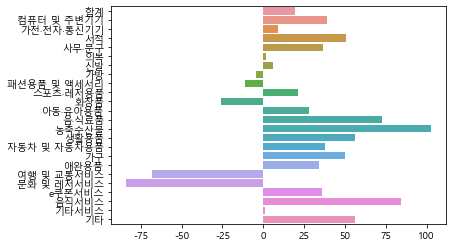 합계
컴퓨터 및 주변기기
가전·전자·통신기기
서적
사무·문구
의복
신발
가방
패션용품 및 액세서리
스포츠·레저용품
화장품
아동·유아용품
음·식료품
농축수산물
생활용품
자동차 및 자동차용품
가구
애완용품
여행 및 교통서비스
문화 및 레저서비스
e쿠폰서비스
음식서비스
기타서비스
기타
-75 -50 -25 0 25 50 75 100